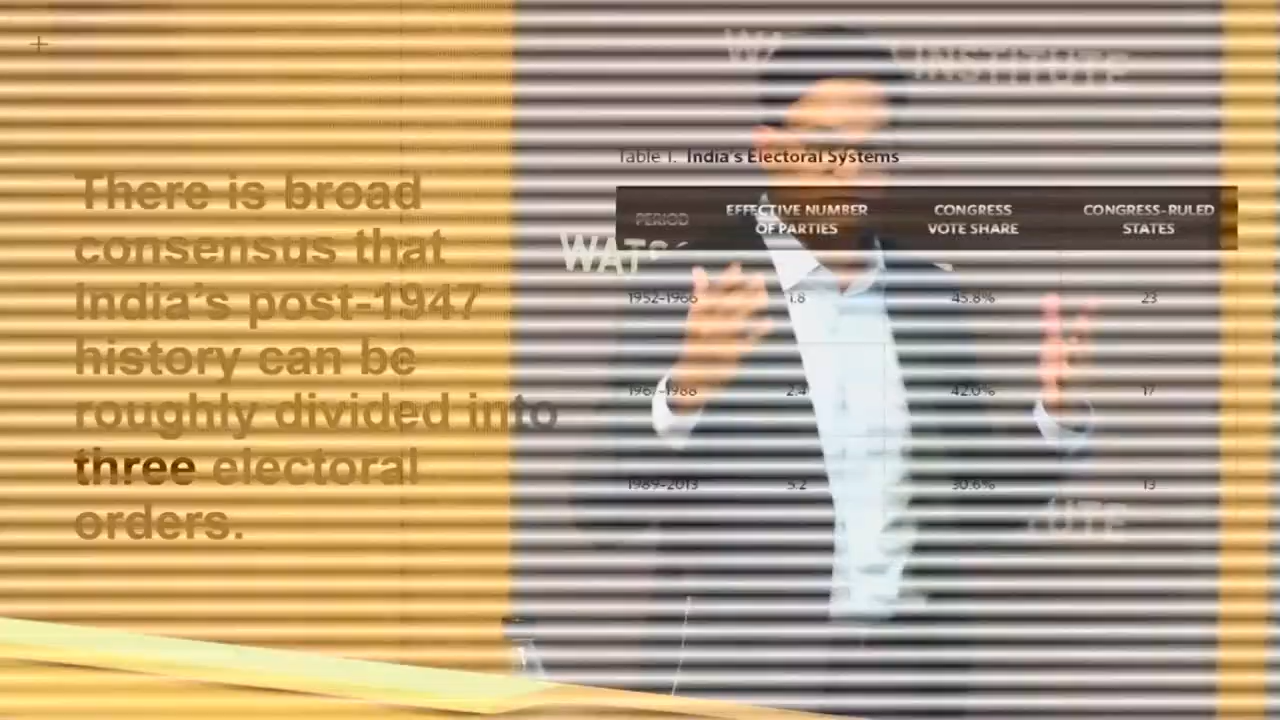 There is broad
consensus that
India's post-1947
history can be
roughly divided into
three electoral
orders.
INSTITUTE
Table 1. India's Electoral Systems
PERIOD EFFECTIVE NUMBER OF PARTIES CONGRESS VOTE SHARE CONGRESS-RULED STATES
1952-1966 1.8 45.8% 23
1967-1988 2.4 42.0% 17
1989-2013 5.2 30.6% 13